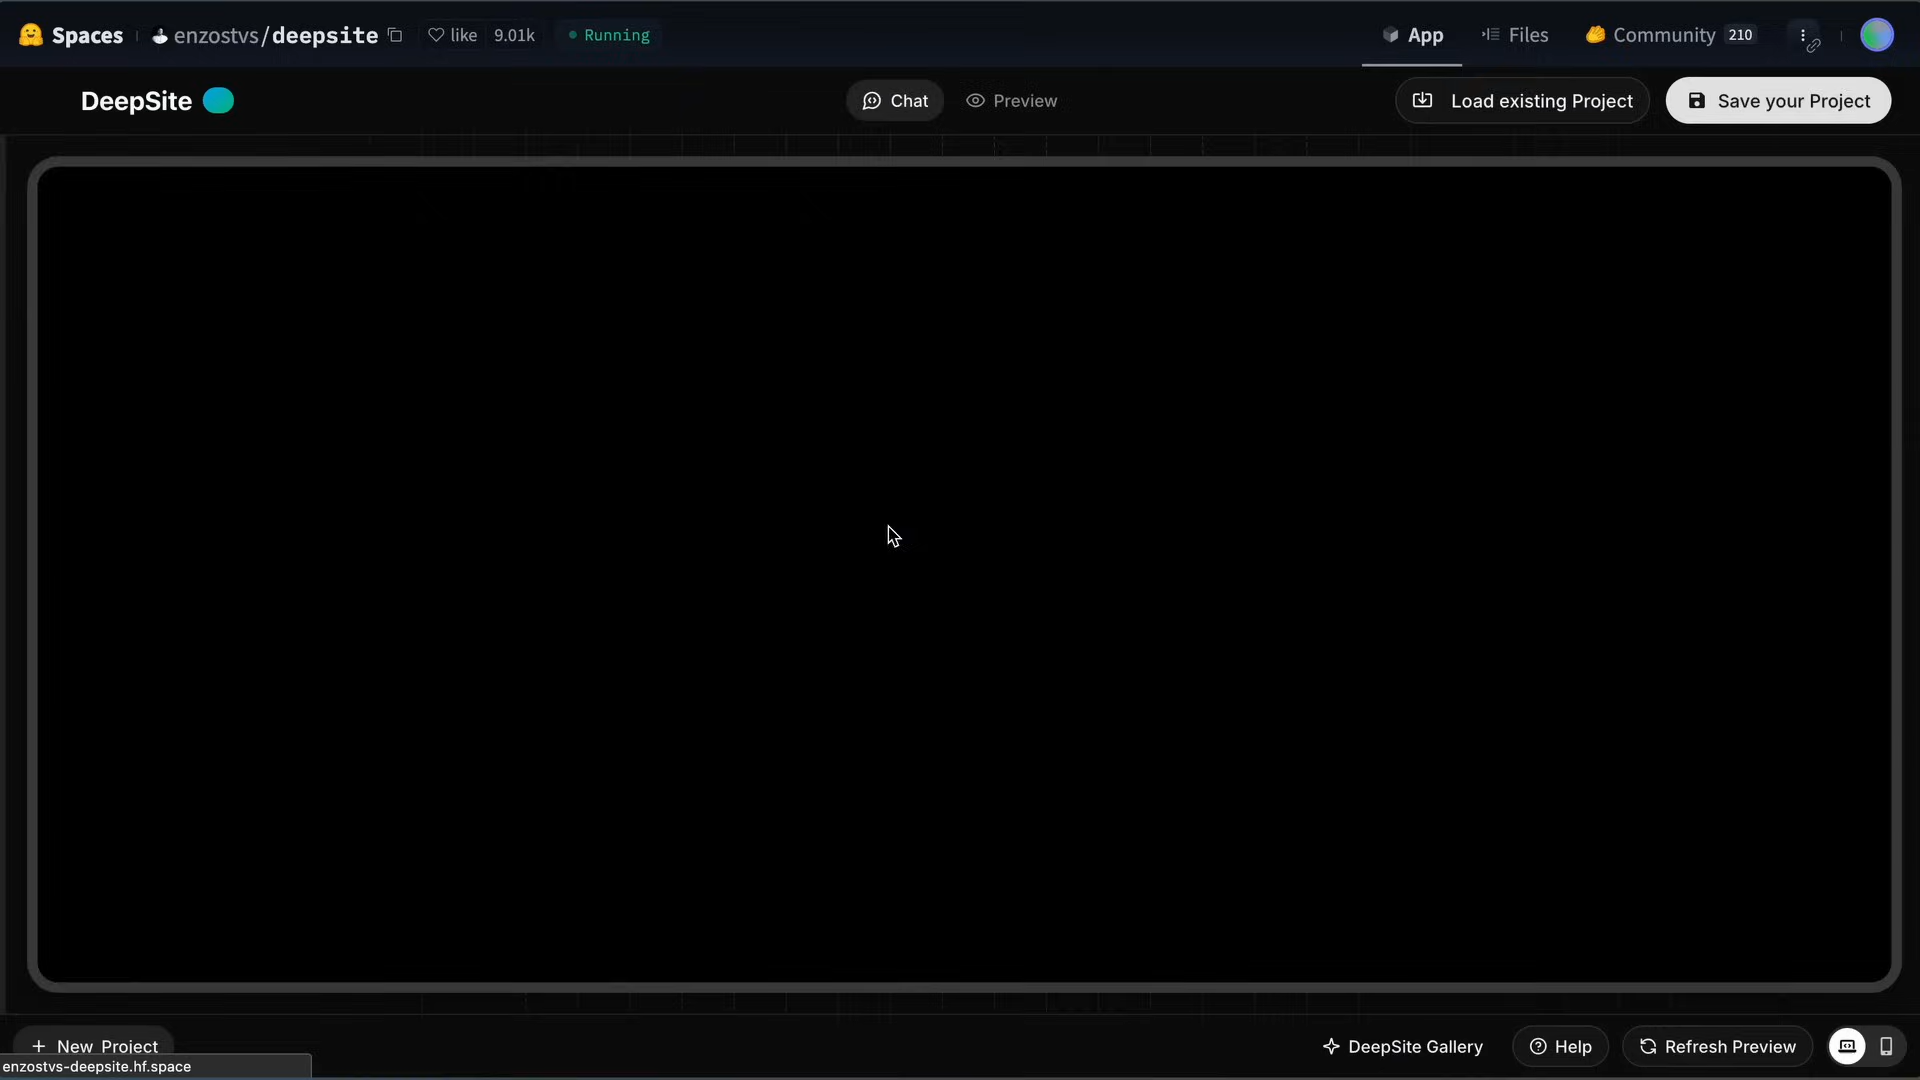 Spaces enzostvs/deepsite like 9.01k Running App Files Community 210
DeepSite Chat Preview Load existing Project Save your Project
New Project DeepSite Gallery Help Refresh Preview
enzostvs-deepsite.hf.space